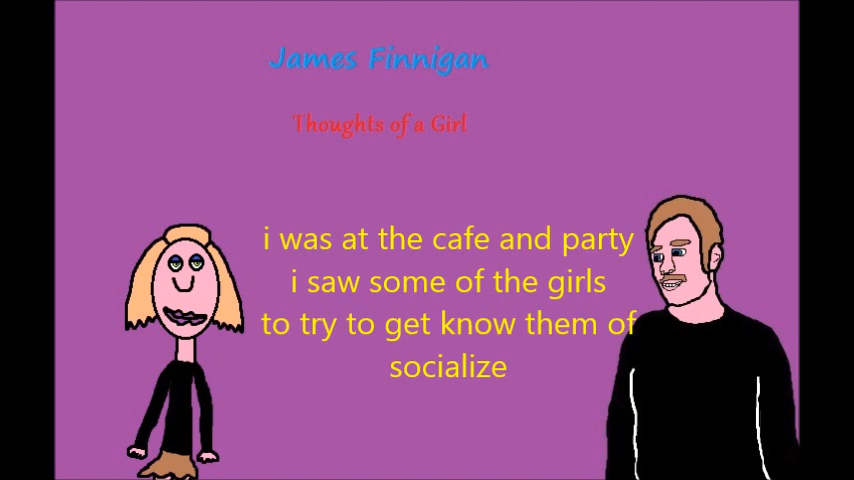 James Finnigan
Thoughts of a Girl
i was at the cafe and party
i saw some of the girls
to try to get know them of
socialize